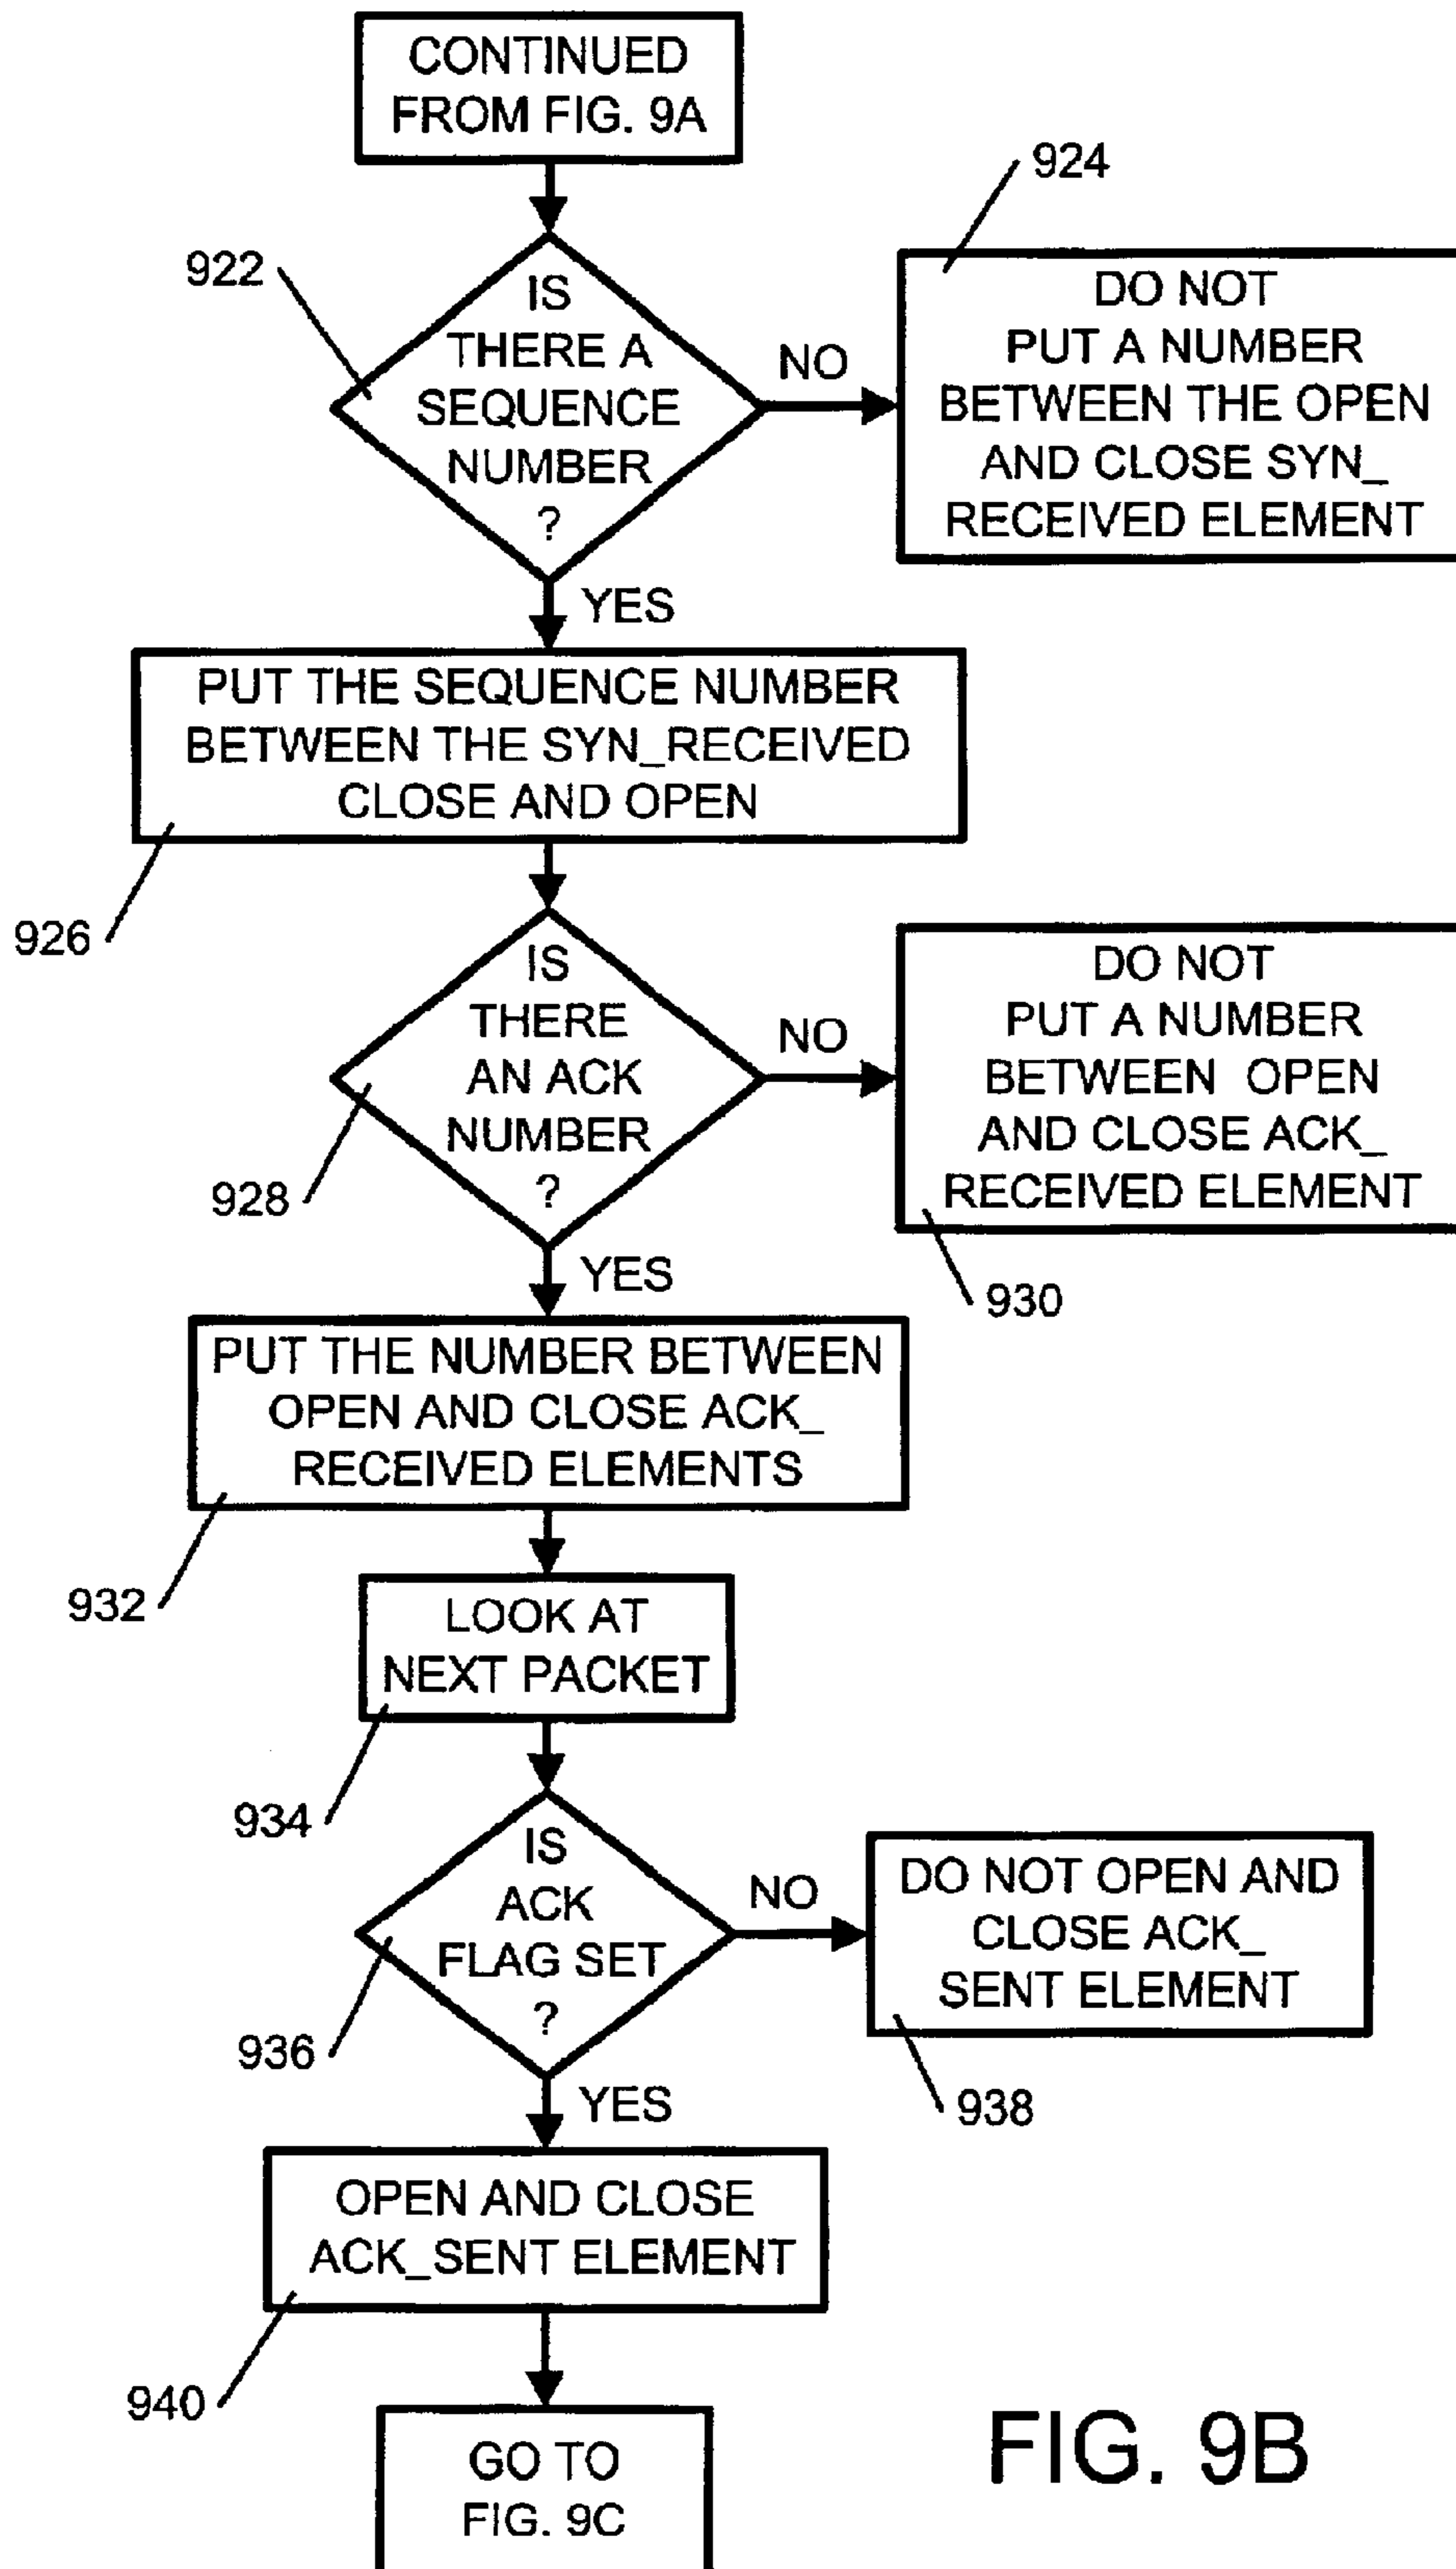 CONTINUED
FROM FIG. 9A
924
922
IS
THERE A
SEQUENCE
NUMBER
?
NO
DO NOT
PUT A NUMBER
BETWEEN THE OPEN
AND CLOSE SYN_
RECEIVED ELEMENT
YES
PUT THE SEQUENCE NUMBER
BETWEEN THE SYN_RECEIVED
CLOSE AND OPEN
926
IS
THERE
AN ACK
NUMBER
?
928
NO
DO NOT
PUT A NUMBER
BETWEEN OPEN
AND CLOSE ACK_
RECEIVED ELEMENT
930
YES
PUT THE NUMBER BETWEEN
OPEN AND CLOSE ACK_
RECEIVED ELEMENTS
932
LOOK AT
NEXT PACKET
934
IS
ACK
FLAG SET
?
936
NO
DO NOT OPEN AND
CLOSE ACK_
SENT ELEMENT
938
YES
OPEN AND CLOSE
ACK_SENT ELEMENT
940
GO TO
FIG. 9C
FIG. 9B